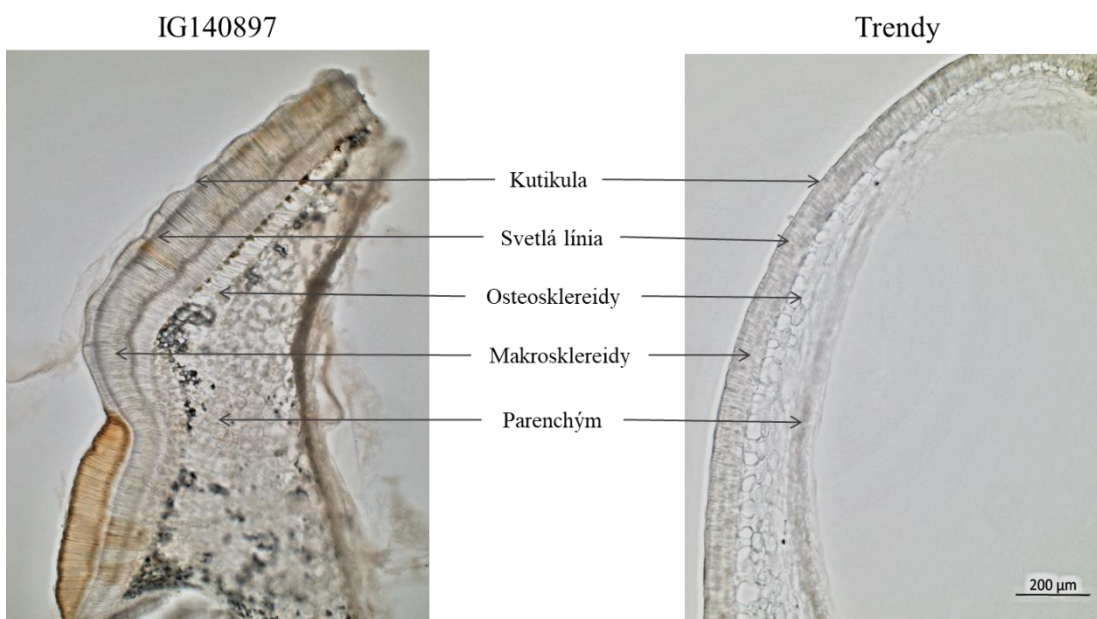 IG140897
Trendy
Kutikula
Svetlá línia
Osteosklereidy
Makrosklereidy
Parenchým
200 µm